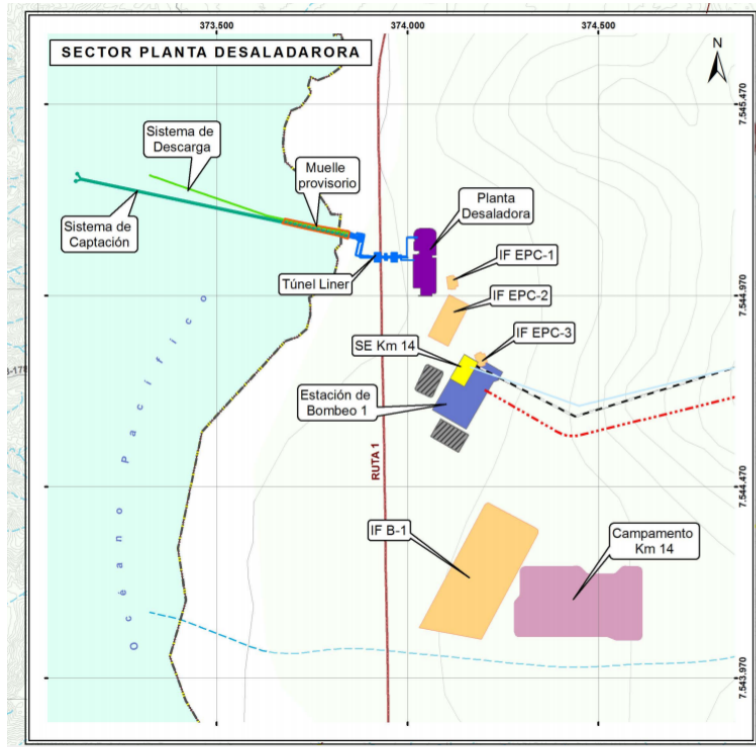 373.500
374.000
374.500
SECTOR PLANTA DESALADARORA
N
7.545.470
Sistema de
Descarga
Muelle
provisorio
Sistema de
Captación
Planta
Desaladora
Túnel Liner
IF EPC-1
7.544.970
IF EPC-2
IF EPC-3
SE Km 14
Estación de
Bombeo 1
Océano Pacífico
RUTA 1
7.544.470
IF B-1
Campamento
Km 14
7.543.970